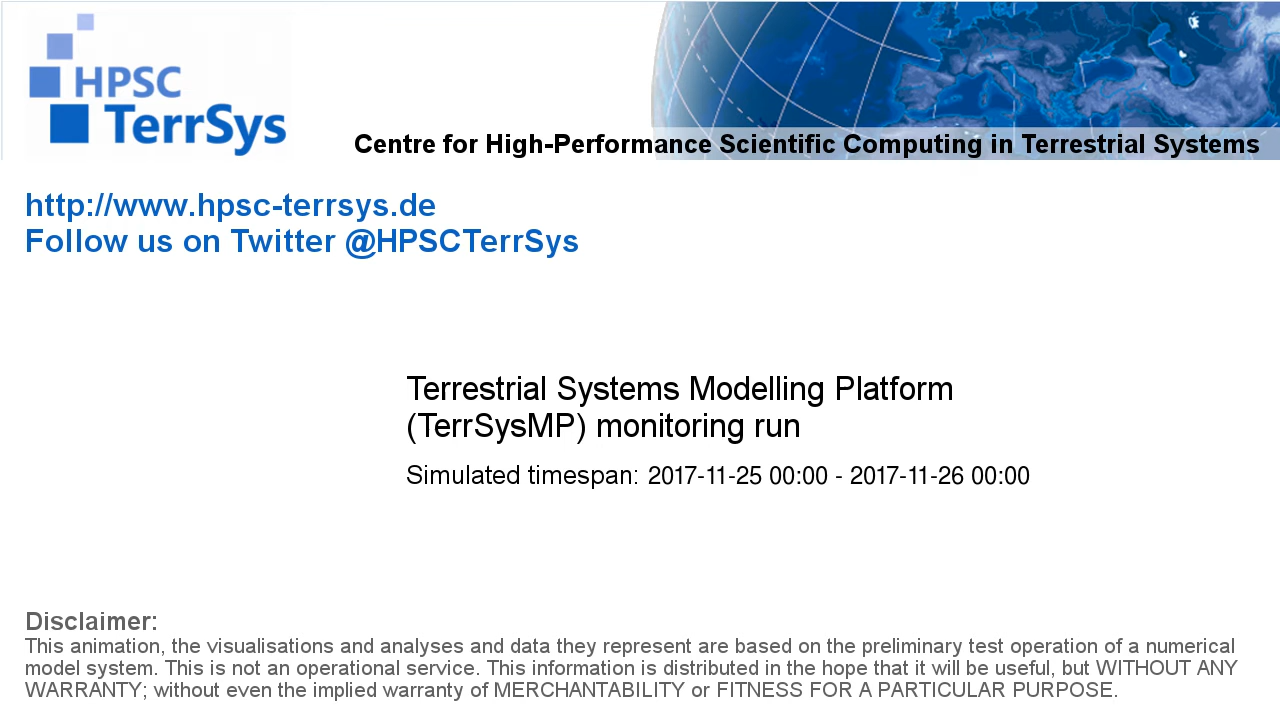 HPSC
TerrSys
Centre for High-Performance Scientific Computing in Terrestrial Systems
http://www.hpsc-terrsys.de
Follow us on Twitter @HPSCTerrSys
Terrestrial Systems Modelling Platform
(TerrSysMP) monitoring run
Simulated timespan: 2017-11-25 00:00 - 2017-11-26 00:00
Disclaimer:
This animation, the visualisations and analyses and data they represent are based on the preliminary test operation of a numerical
model system. This is not an operational service. This information is distributed in the hope that it will be useful, but WITHOUT ANY
WARRANTY; without even the implied warranty of MERCHANTABILITY or FITNESS FOR A PARTICULAR PURPOSE.